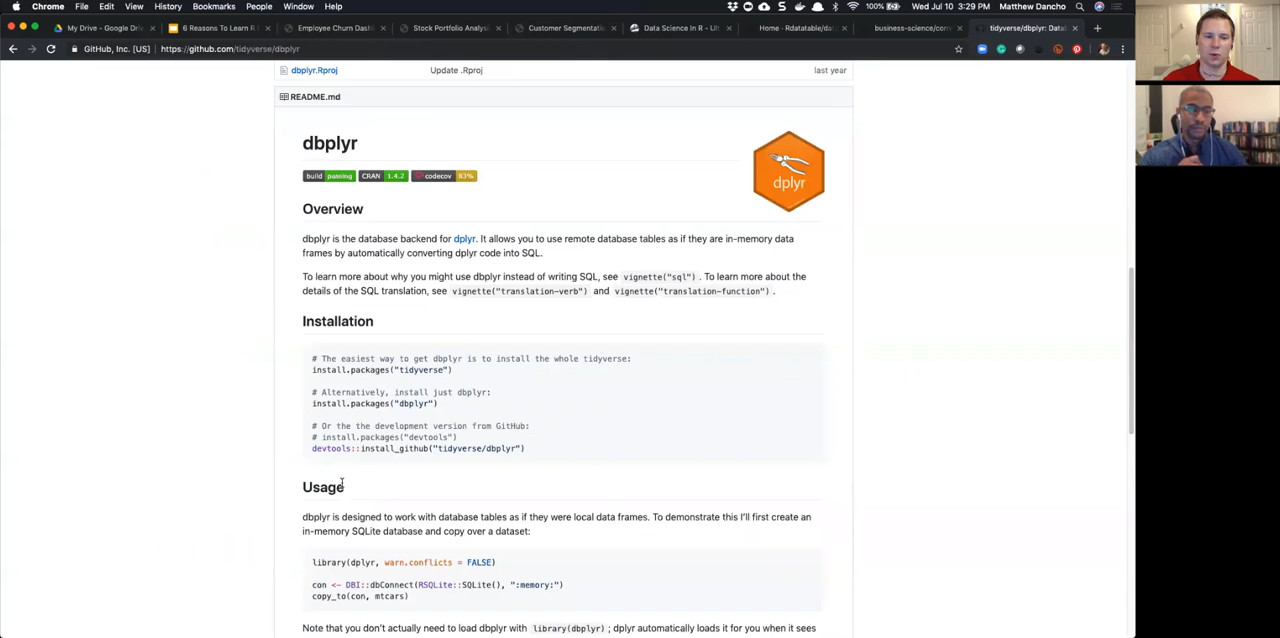 Chrome File Edit View History Bookmarks People Window Help 100% Wed Jul 10 3:29 PM Matthew Dancho
My Drive - Google Driv × 6 Reasons To Learn R × Employee Churn Dash × Stock Portfolio Analys × Customer Segmentatio × Data Science In R - Ult × Home · Rdatatable/dat × business-science/corr × tidyverse/dbplyr: Datab ×
GitHub, Inc. [US] https://github.com/tidyverse/dbplyr
dbplyr.Rproj Update .Rproj last year
README.md
dbplyr
build passing CRAN 1.4.2 codecov 83%
dplyr
Overview
dbplyr is the database backend for dplyr. It allows you to use remote database tables as if they are in-memory data
frames by automatically converting dplyr code into SQL.
To learn more about why you might use dbplyr instead of writing SQL, see vignette("sql") . To learn more about the
details of the SQL translation, see vignette("translation-verb") and vignette("translation-function") .
Installation
# The easiest way to get dbplyr is to install the whole tidyverse:
install.packages("tidyverse")
# Alternatively, install just dbplyr:
install.packages("dbplyr")
# Or the the development version from GitHub:
# install.packages("devtools")
devtools::install_github("tidyverse/dbplyr")
Usage
dbplyr is designed to work with database tables as if they were local data frames. To demonstrate this I'll first create an
in-memory SQLite database and copy over a dataset:
library(dplyr, warn.conflicts = FALSE)
con <- DBI::dbConnect(RSQLite::SQLite(), ":memory:")
copy_to(con, mtcars)
Note that you don't actually need to load dbplyr with library(dbplyr) ; dplyr automatically loads it for you when it sees